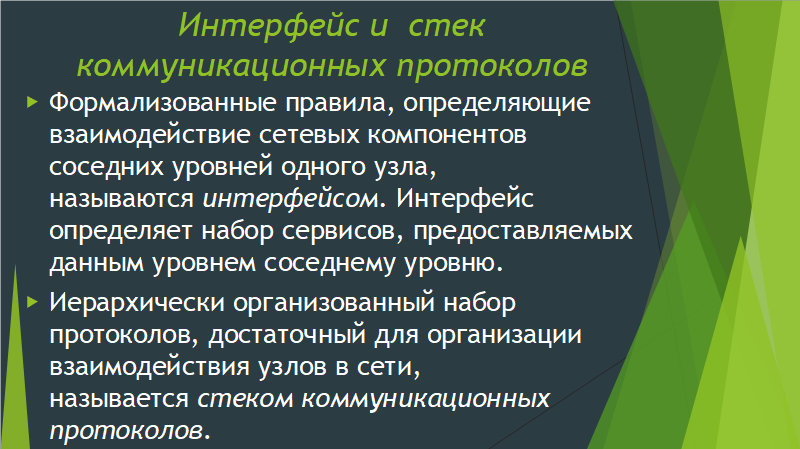 Интерфейс и стек
коммуникационных протоколов
Формализованные правила, определяющие
взаимодействие сетевых компонентов
соседних уровней одного узла,
называются интерфейсом. Интерфейс
определяет набор сервисов, предоставляемых
данным уровнем соседнему уровню.
Иерархически организованный набор
протоколов, достаточный для организации
взаимодействия узлов в сети,
называется стеком коммуникационных
протоколов.